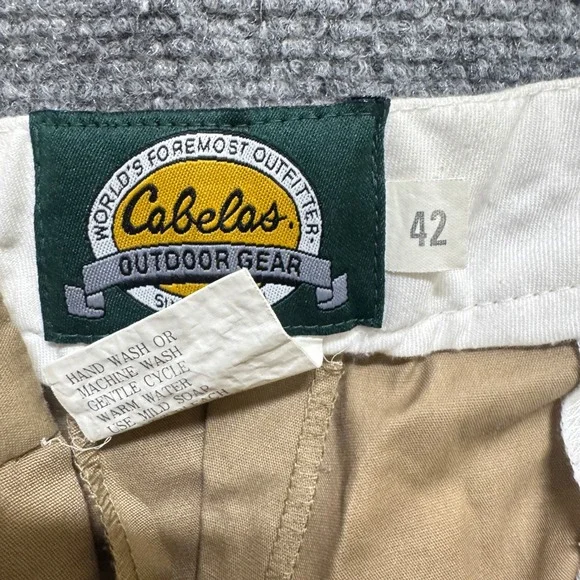 WORLD'S FOREMOST OUTFITTER.
Cabelas.
OUTDOOR GEAR
42
HAND WASH OR
MACHINE WASH
GENTLE CYCLE
WARM WATER
USE MILD SOAP